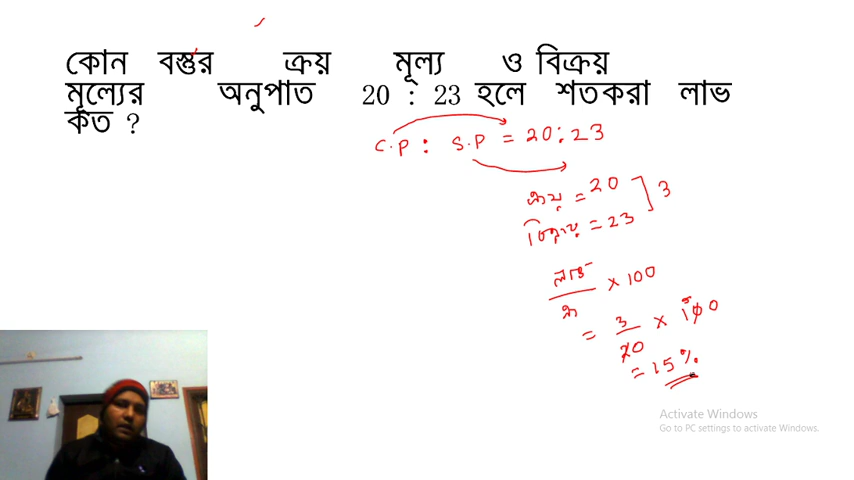 কোন বস্তুর ক্রয় মূল্য ও বিক্রয়
মূল্যের অনুপাত 20 : 23 হলে শতকরা লাভ
কত ?
C.P : S.P = 20:23
ক্রয় = 20 ] 3
বিক্রয় = 23
লাভ / ক্র × 100
= 3/20 × 100
= 15%
Activate Windows
Go to PC settings to activate Windows.